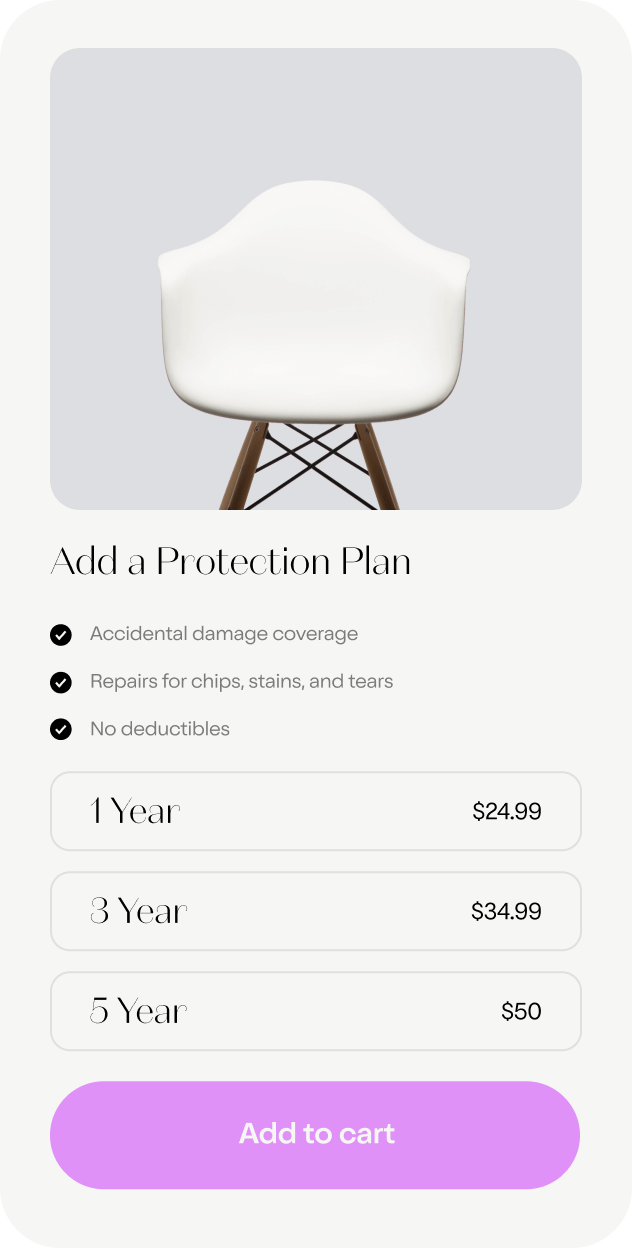 Add a Protection Plan
Accidental damage coverage
Repairs for chips, stains, and tears
No deductibles
1 Year $24.99
3 Year $34.99
5 Year $50
Add to cart